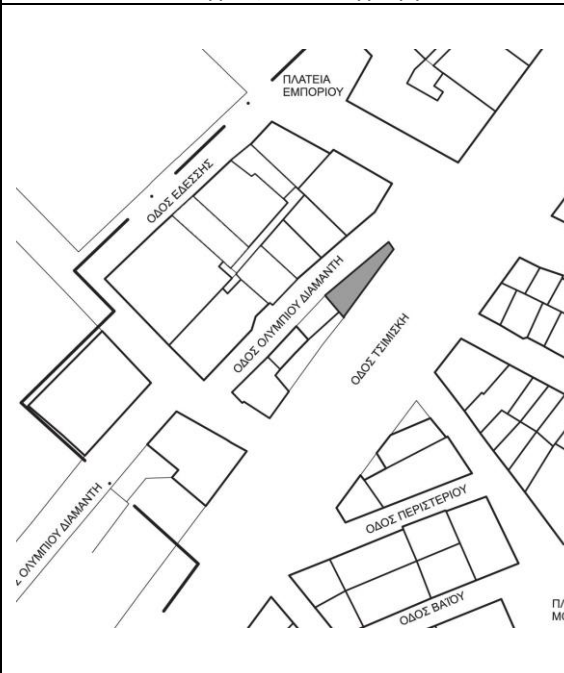 ΠΛΑΤΕΙΑ
ΕΜΠΟΡΙΟΥ
ΟΔΟΣ ΕΔΕΣΣΗΣ
ΟΔΟΣ ΟΛΥΜΠΙΟΥ ΔΙΑΜΑΝΤΗ
ΟΔΟΣ ΤΣΙΜΙΣΚΗ
Σ ΟΛΥΜΠΙΟΥ ΔΙΑΜΑΝΤΗ
ΟΔΟΣ ΠΕΡΙΣΤΕΡΙΟΥ
ΟΔΟΣ ΒΑΪΟΥ